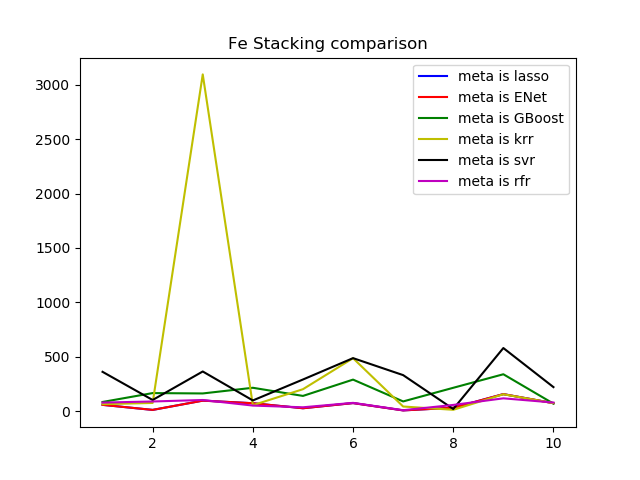 Fe Stacking comparison
meta is lasso
meta is ENet
meta is GBoost
meta is krr
meta is svr
meta is rfr
3000
2500
2000
1500
1000
500
0
2 4 6 8 10